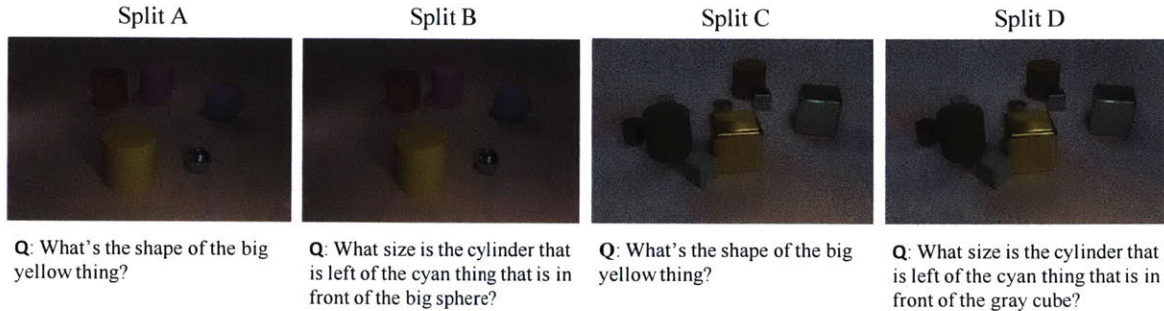 Split A
Split B
Split C
Split D
Q: What's the shape of the big
yellow thing?
Q: What size is the cylinder that
is left of the cyan thing that is in
front of the big sphere?
Q: What's the shape of the big
yellow thing?
Q: What size is the cylinder that
is left of the cyan thing that is in
front of the gray cube?